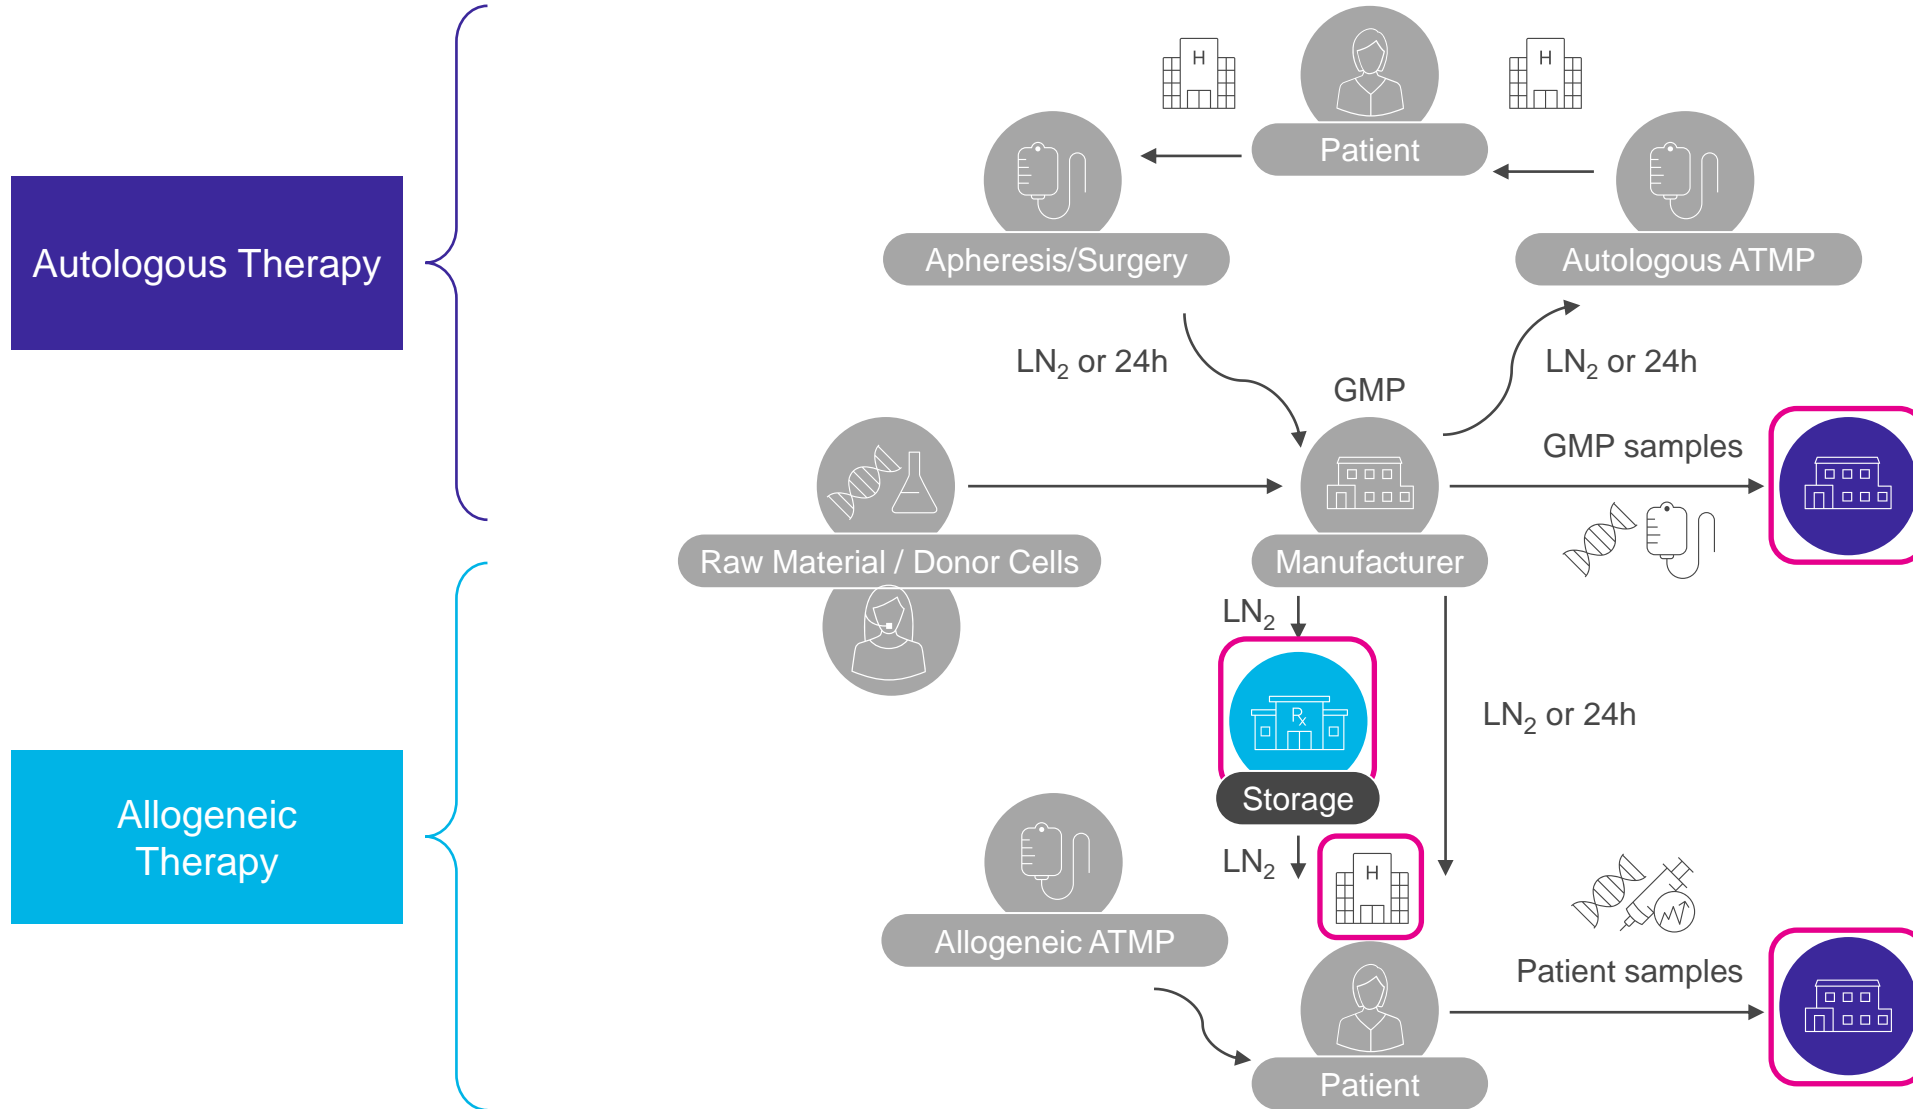 H
H
Patient
Apheresis/Surgery
Autologous ATMP
Autologous Therapy
LN₂ or 24h
LN₂ or 24h
GMP
GMP samples
Raw Material / Donor Cells
Manufacturer
LN₂
Rx
LN₂ or 24h
Storage
Allogeneic
Therapy
LN₂
H
Allogeneic ATMP
Patient samples
Patient